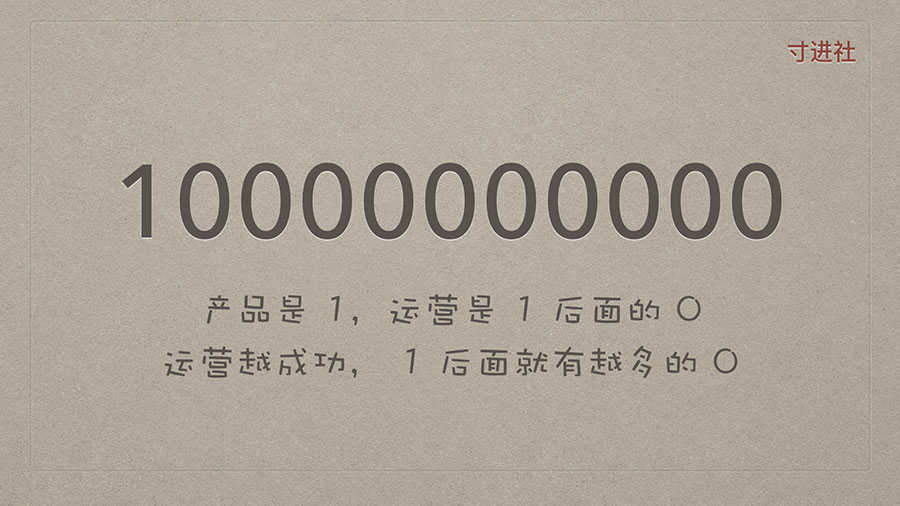 寸进社
10000000000
产品是 1，运营是 1 后面的 0
运营越成功， 1 后面就有越多的 0